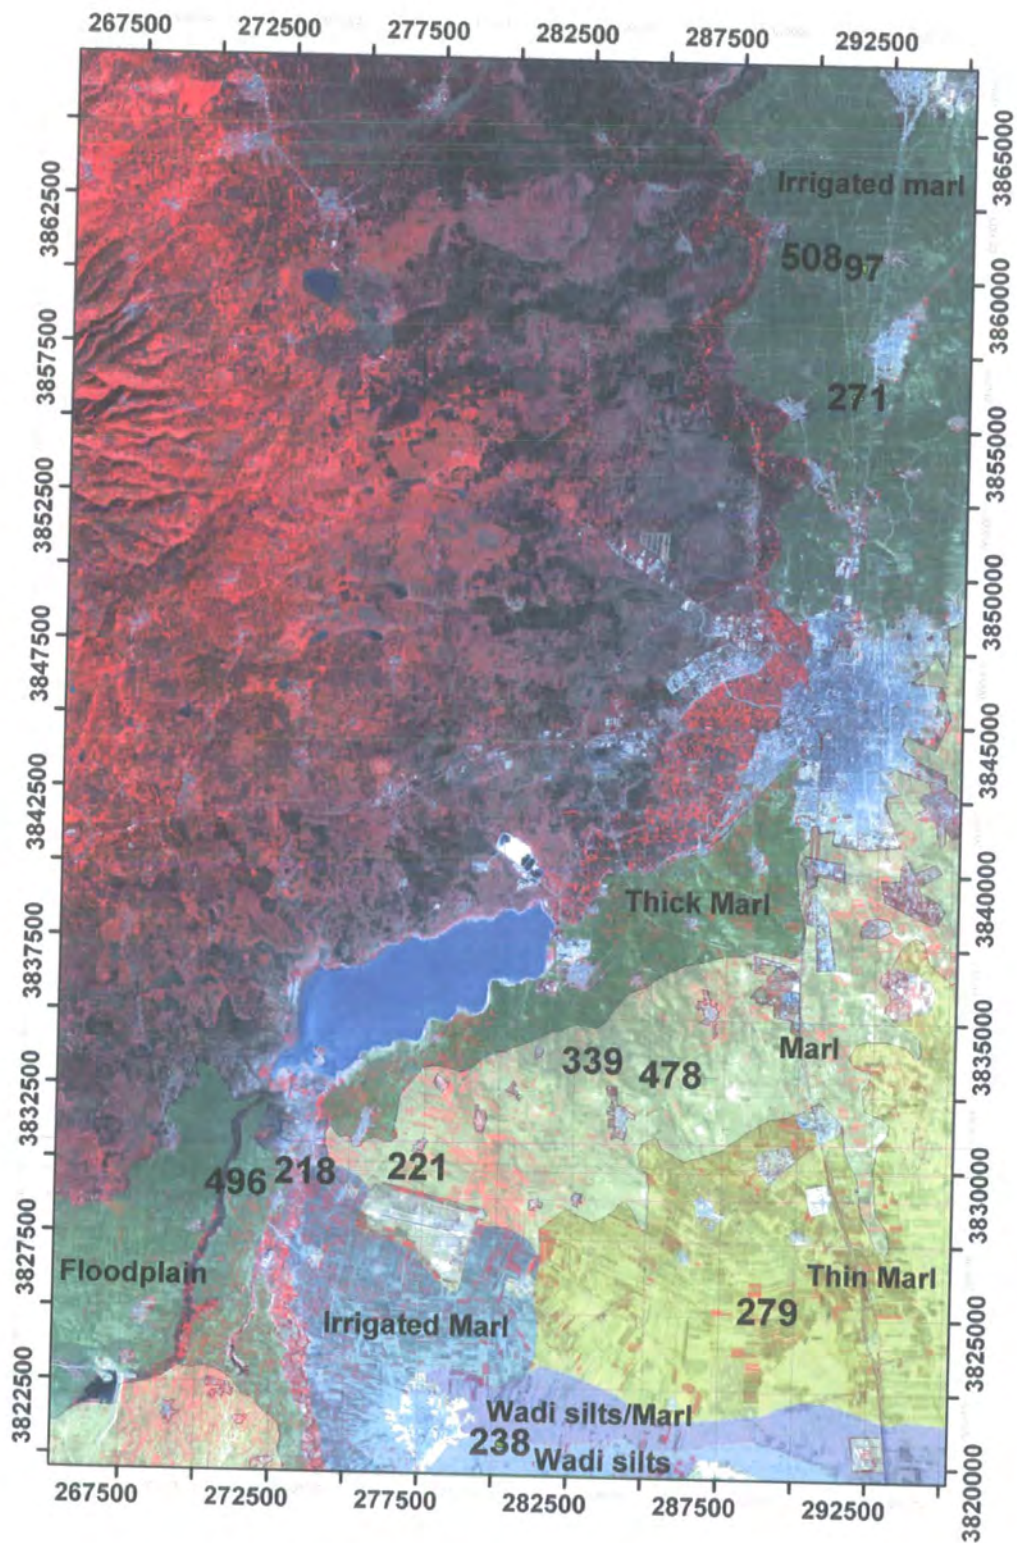 267500 272500 277500 282500 287500 292500
3865000
3862500
Irrigated marl
508 97
3860000
3857500
271
3855000
3852500
3850000
3847500
3845000
3842500
3840000
Thick Marl
3837500
3835000
Marl
339 478
3832500
496 218 221
3830000
3827500
Floodplain
Thin Marl
279
Irrigated Marl
3825000
3822500
Wadi silts/Marl
238 Wadi silts
3820000
267500 272500 277500 282500 287500 292500